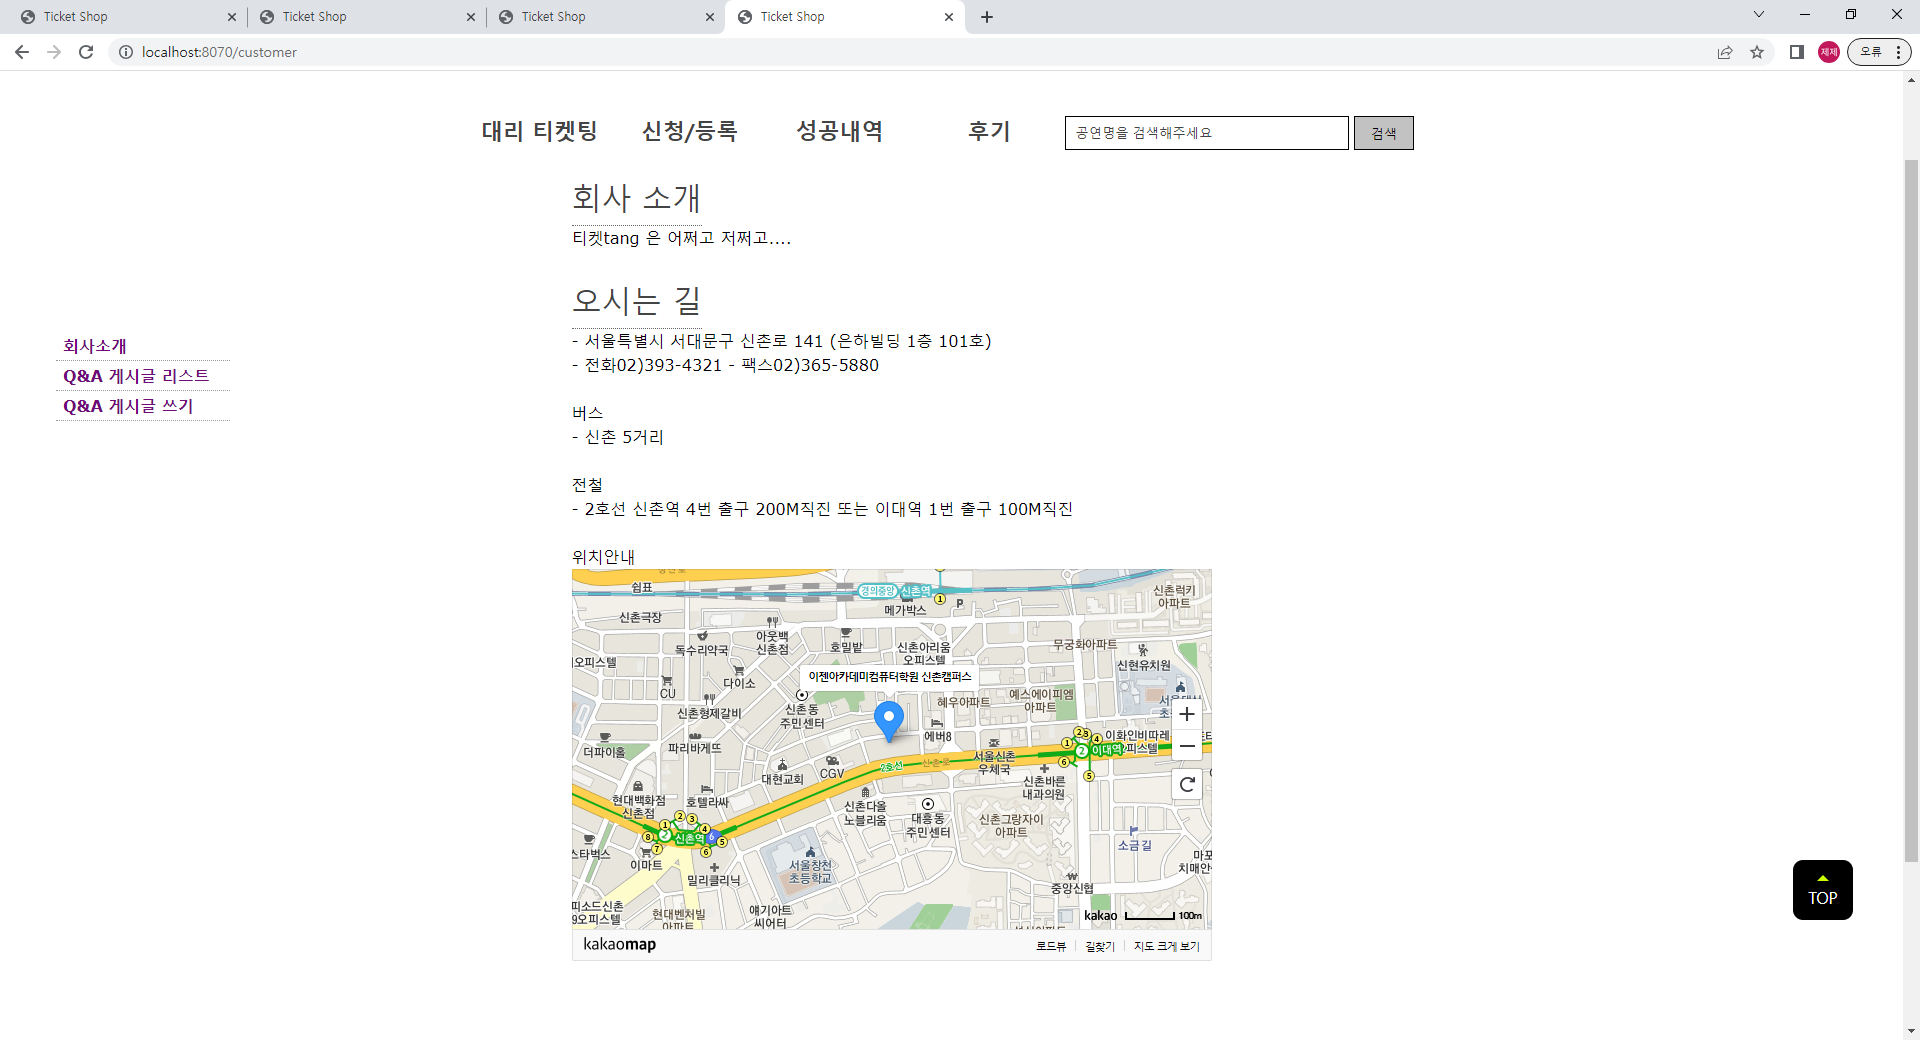 Ticket Shop
Ticket Shop
Ticket Shop
Ticket Shop
localhost:8070/customer
제제
오류
대리 티켓팅
신청/등록
성공내역
후기
공연명을 검색해주세요
검색
회사 소개
티켓tang 은 어쩌고 저쩌고....
오시는 길
- 서울특별시 서대문구 신촌로 141 (은하빌딩 1층 101호)
- 전화02)393-4321 - 팩스02)365-5880
회사소개
Q&A 게시글 리스트
Q&A 게시글 쓰기
버스
- 신촌 5거리
전철
- 2호선 신촌역 4번 출구 200M직진 또는 이대역 1번 출구 100M직진
위치안내
쉼표
경의중앙 신촌역
1
P
메가박스
신촌럭키
아파트
신촌극장
아웃백
신촌점
독수리약국
호밀밭
신촌아리움
오피스텔
무궁화아파트
신현유치원
오피스텔
CU
다이소
이젠아카데미컴퓨터학원 신촌캠퍼스
신촌형제갈비
신촌동
주민센터
혜우아파트
예스에이피엠
아파트
더파이홀
파리바게뜨
에버8
이대역
이화인비따레
대현교회
CGV
2호선
신촌로
서울신촌
우체국
신촌바른
내과의원
현대백화점
신촌점
호텔라싸
신촌다올
노블리움
대흥동
주민센터
신촌그랑자이
아파트
신촌역
소금길
스타벅스
이마트
밀리클리닉
서울창천
초등학교
중앙신협
마포
치매안
피소드신촌
9오피스텔
현대벤처빌
아파트
얘기아트
씨어터
kakao
100m
kakaomap
로드뷰
길찾기
지도 크게 보기
TOP